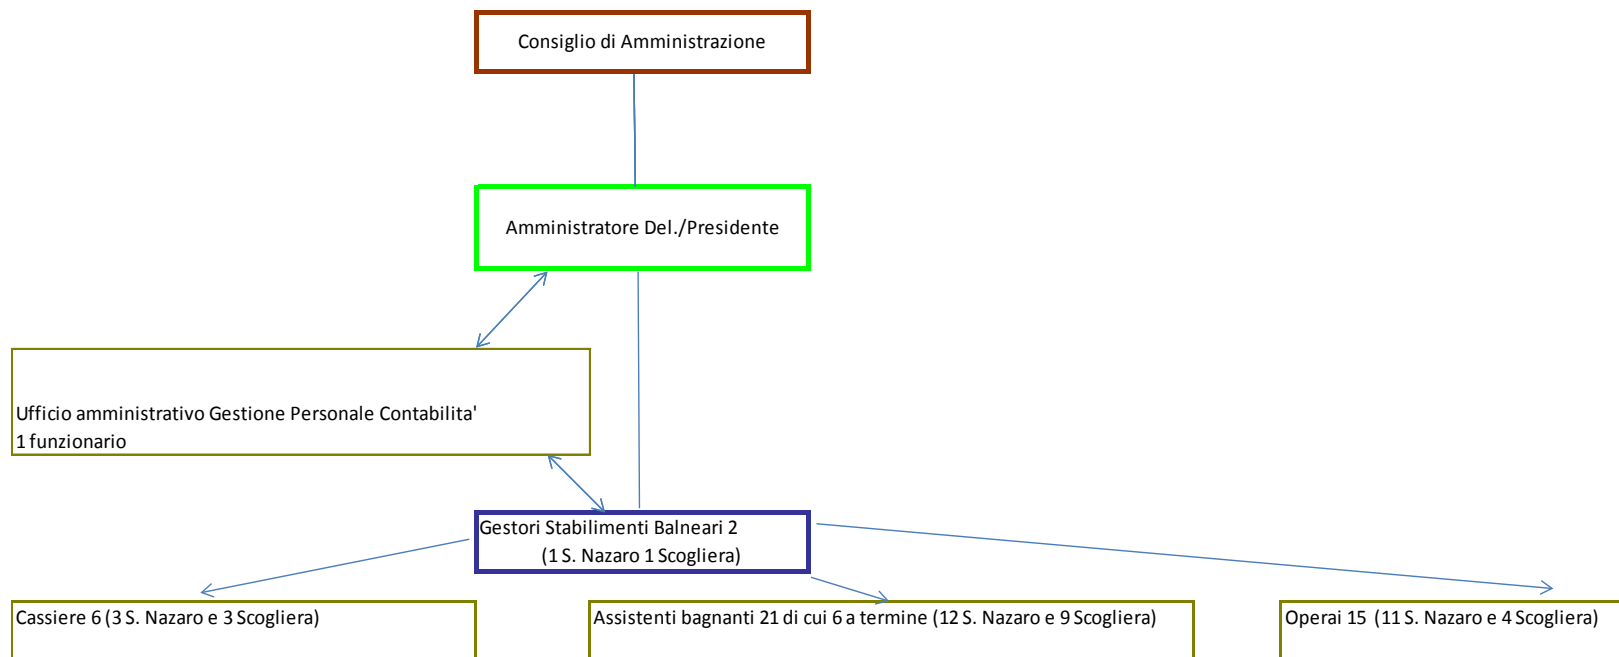 Consiglio di Amministrazione
Amministratore Del./Presidente
Ufficio amministrativo Gestione Personale Contabilita'
1 funzionario
Gestori Stabilimenti Balneari 2
(1 S. Nazaro 1 Scogliera)
Cassiere 6 (3 S. Nazaro e 3 Scogliera)
Assistenti bagnanti 21 di cui 6 a termine (12 S. Nazaro e 9 Scogliera)
Operai 15 (11 S. Nazaro e 4 Scogliera)